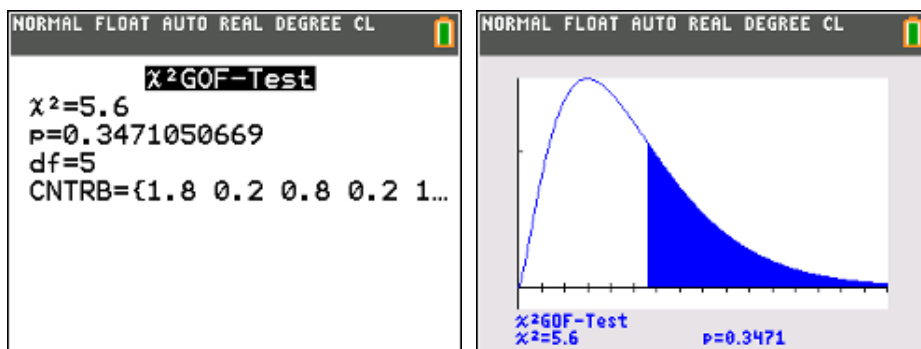 NORMAL FLOAT AUTO REAL DEGREE CL
χ²GOF-Test
χ²=5.6
p=0.3471050669
df=5
CNTRB={1.8 0.2 0.8 0.2 1…
NORMAL FLOAT AUTO REAL DEGREE CL
χ²GOF-Test
χ²=5.6 p=0.3471